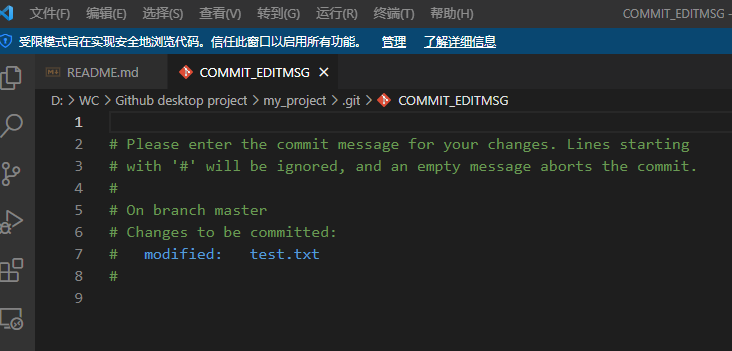 文件(F) 编辑(E) 选择(S) 查看(V) 转到(G) 运行(R) 终端(T) 帮助(H) COMMIT_EDITMSG -
受限模式旨在实现安全地浏览代码。信任此窗口以启用所有功能。 管理 了解详细信息
README.md COMMIT_EDITMSG
D: > WC > Github desktop project > my_project > .git > COMMIT_EDITMSG
1
2 # Please enter the commit message for your changes. Lines starting
3 # with '#' will be ignored, and an empty message aborts the commit.
4 #
5 # On branch master
6 # Changes to be committed:
7 # modified: test.txt
8 #
9